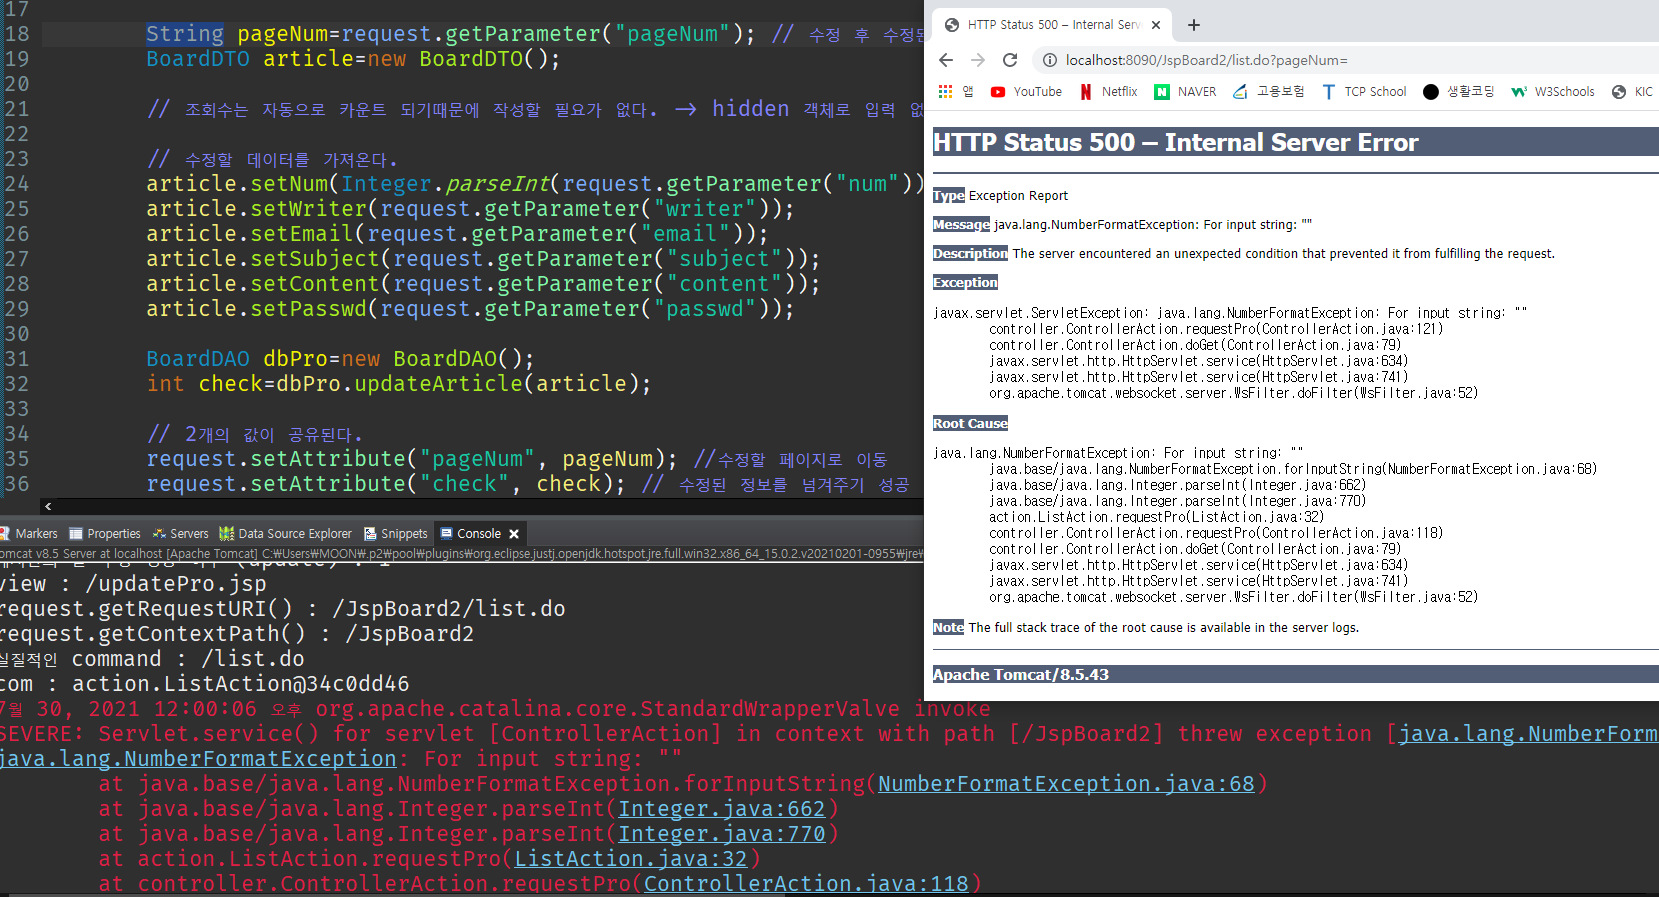 17
18 String pageNum=request.getParameter("pageNum"); // 수정 후 수정된
19 BoardDTO article=new BoardDTO();
20
21 // 조회수는 자동으로 카운트 되기때문에 작성할 필요가 없다. → hidden 객체로 입력 없
22
23 // 수정할 데이터를 가져온다.
24 article.setNum(Integer.parseInt(request.getParameter("num"))
25 article.setWriter(request.getParameter("writer"));
26 article.setEmail(request.getParameter("email"));
27 article.setSubject(request.getParameter("subject"));
28 article.setContent(request.getParameter("content"));
29 article.setPasswd(request.getParameter("passwd"));
30
31 BoardDAO dbPro=new BoardDAO();
32 int check=dbPro.updateArticle(article);
33
34 // 2개의 값이 공유된다.
35 request.setAttribute("pageNum", pageNum); //수정할 페이지로 이동
36 request.setAttribute("check", check); // 수정된 정보를 넘겨주기 성공
Markers Properties Servers Data Source Explorer Snippets Console
omcat v8.5 Server at localhost [Apache Tomcat] C:₩Users₩MOON₩.p2₩pool₩plugins₩org.eclipse.justj.openjdk.hotspot.jre.full.win32.x86_64_15.0.2.v20210201-0955₩jre₩
view : /updatePro.jsp
request.getRequestURI() : /JspBoard2/list.do
request.getContextPath() : /JspBoard2
실질적인 command : /list.do
com : action.ListAction@34c0dd46
7월 30, 2021 12:00:06 오후 org.apache.catalina.core.StandardWrapperValve invoke
SEVERE: Servlet.service() for servlet [ControllerAction] in context with path [/JspBoard2] threw exception [java.lang.NumberForm
java.lang.NumberFormatException: For input string: ""
at java.base/java.lang.NumberFormatException.forInputString(NumberFormatException.java:68)
at java.base/java.lang.Integer.parseInt(Integer.java:662)
at java.base/java.lang.Integer.parseInt(Integer.java:770)
at action.ListAction.requestPro(ListAction.java:32)
at controller.ControllerAction.requestPro(ControllerAction.java:118)
HTTP Status 500 – Internal Serv
localhost:8090/JspBoard2/list.do?pageNum=
앱 YouTube Netflix NAVER 고용보험 TCP School 생활코딩 W3Schools KIC
HTTP Status 500 – Internal Server Error
Type Exception Report
Message java.lang.NumberFormatException: For input string: ""
Description The server encountered an unexpected condition that prevented it from fulfilling the request.
Exception
javax.servlet.ServletException: java.lang.NumberFormatException: For input string: ""
controller.ControllerAction.requestPro(ControllerAction.java:121)
controller.ControllerAction.doGet(ControllerAction.java:79)
javax.servlet.http.HttpServlet.service(HttpServlet.java:634)
javax.servlet.http.HttpServlet.service(HttpServlet.java:741)
org.apache.tomcat.websocket.server.WsFilter.doFilter(WsFilter.java:52)
Root Cause
java.lang.NumberFormatException: For input string: ""
java.base/java.lang.NumberFormatException.forInputString(NumberFormatException.java:68)
java.base/java.lang.Integer.parseInt(Integer.java:662)
java.base/java.lang.Integer.parseInt(Integer.java:770)
action.ListAction.requestPro(ListAction.java:32)
controller.ControllerAction.requestPro(ControllerAction.java:118)
controller.ControllerAction.doGet(ControllerAction.java:79)
javax.servlet.http.HttpServlet.service(HttpServlet.java:634)
javax.servlet.http.HttpServlet.service(HttpServlet.java:741)
org.apache.tomcat.websocket.server.WsFilter.doFilter(WsFilter.java:52)
Note The full stack trace of the root cause is available in the server logs.
Apache Tomcat/8.5.43